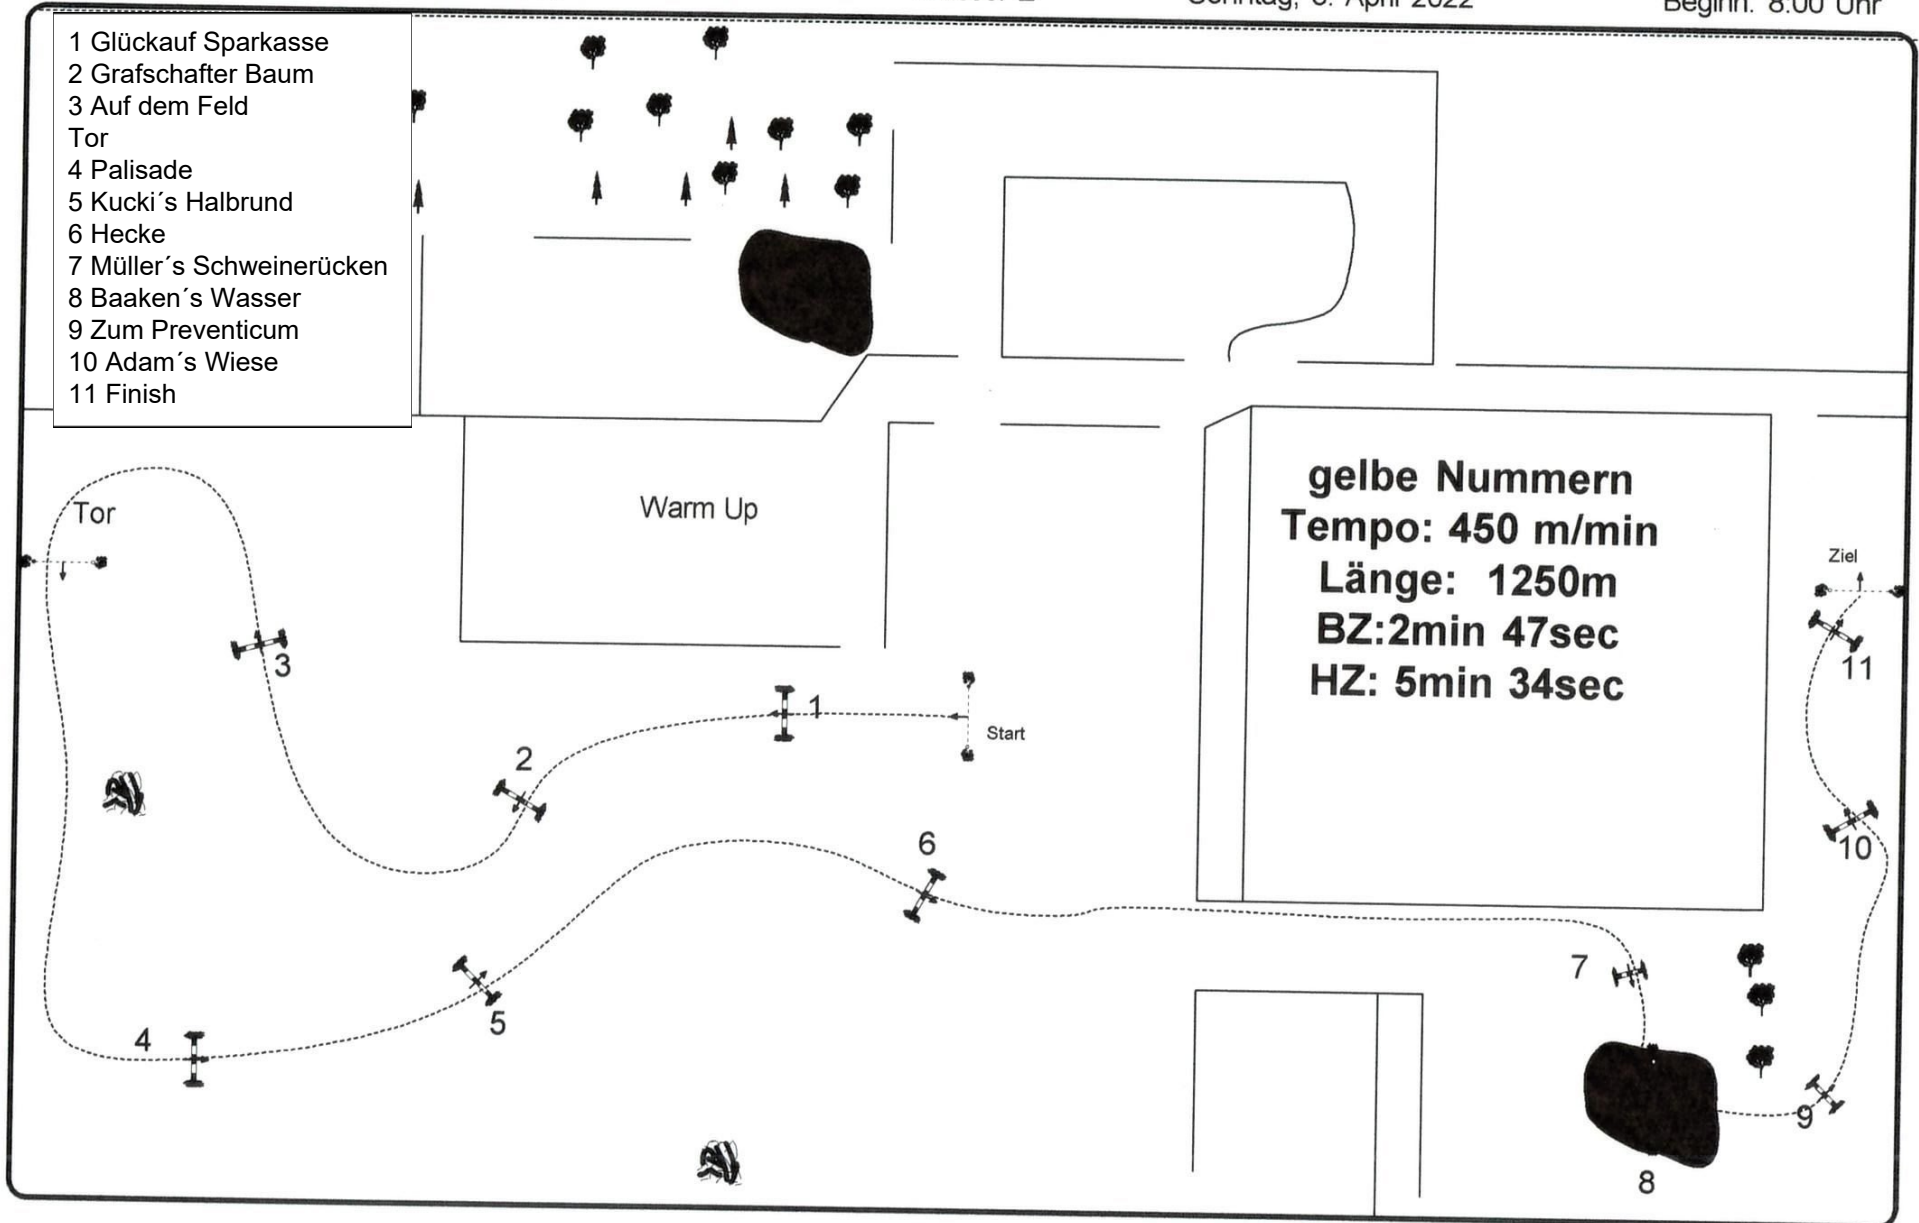 Beginn: 8:00 Uhr
1 Glückauf Sparkasse
2 Grafschafter Baum
3 Auf dem Feld
Tor
4 Palisade
5 Kucki´s Halbrund
6 Hecke
7 Müller´s Schweinerücken
8 Baaken´s Wasser
9 Zum Preventicum
10 Adam´s Wiese
11 Finish
gelbe Nummern
Tempo: 450 m/min
Länge: 1250m
BZ:2min 47sec
HZ: 5min 34sec
Warm Up
Tor
Ziel
3
11
1
Start
2
10
6
7
5
4
9
8